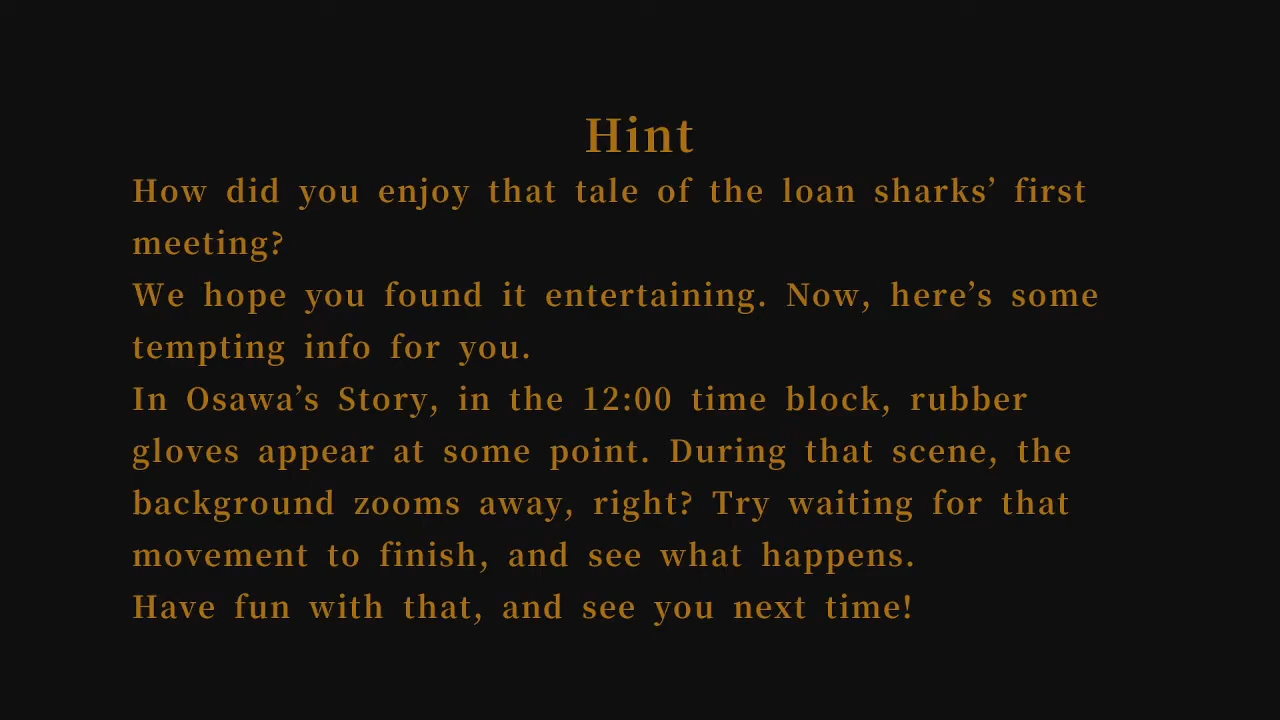 Hint
How did you enjoy that tale of the loan sharks’ first
meeting?
We hope you found it entertaining. Now, here’s some
tempting info for you.
In Osawa’s Story, in the 12:00 time block, rubber
gloves appear at some point. During that scene, the
background zooms away, right? Try waiting for that
movement to finish, and see what happens.
Have fun with that, and see you next time!